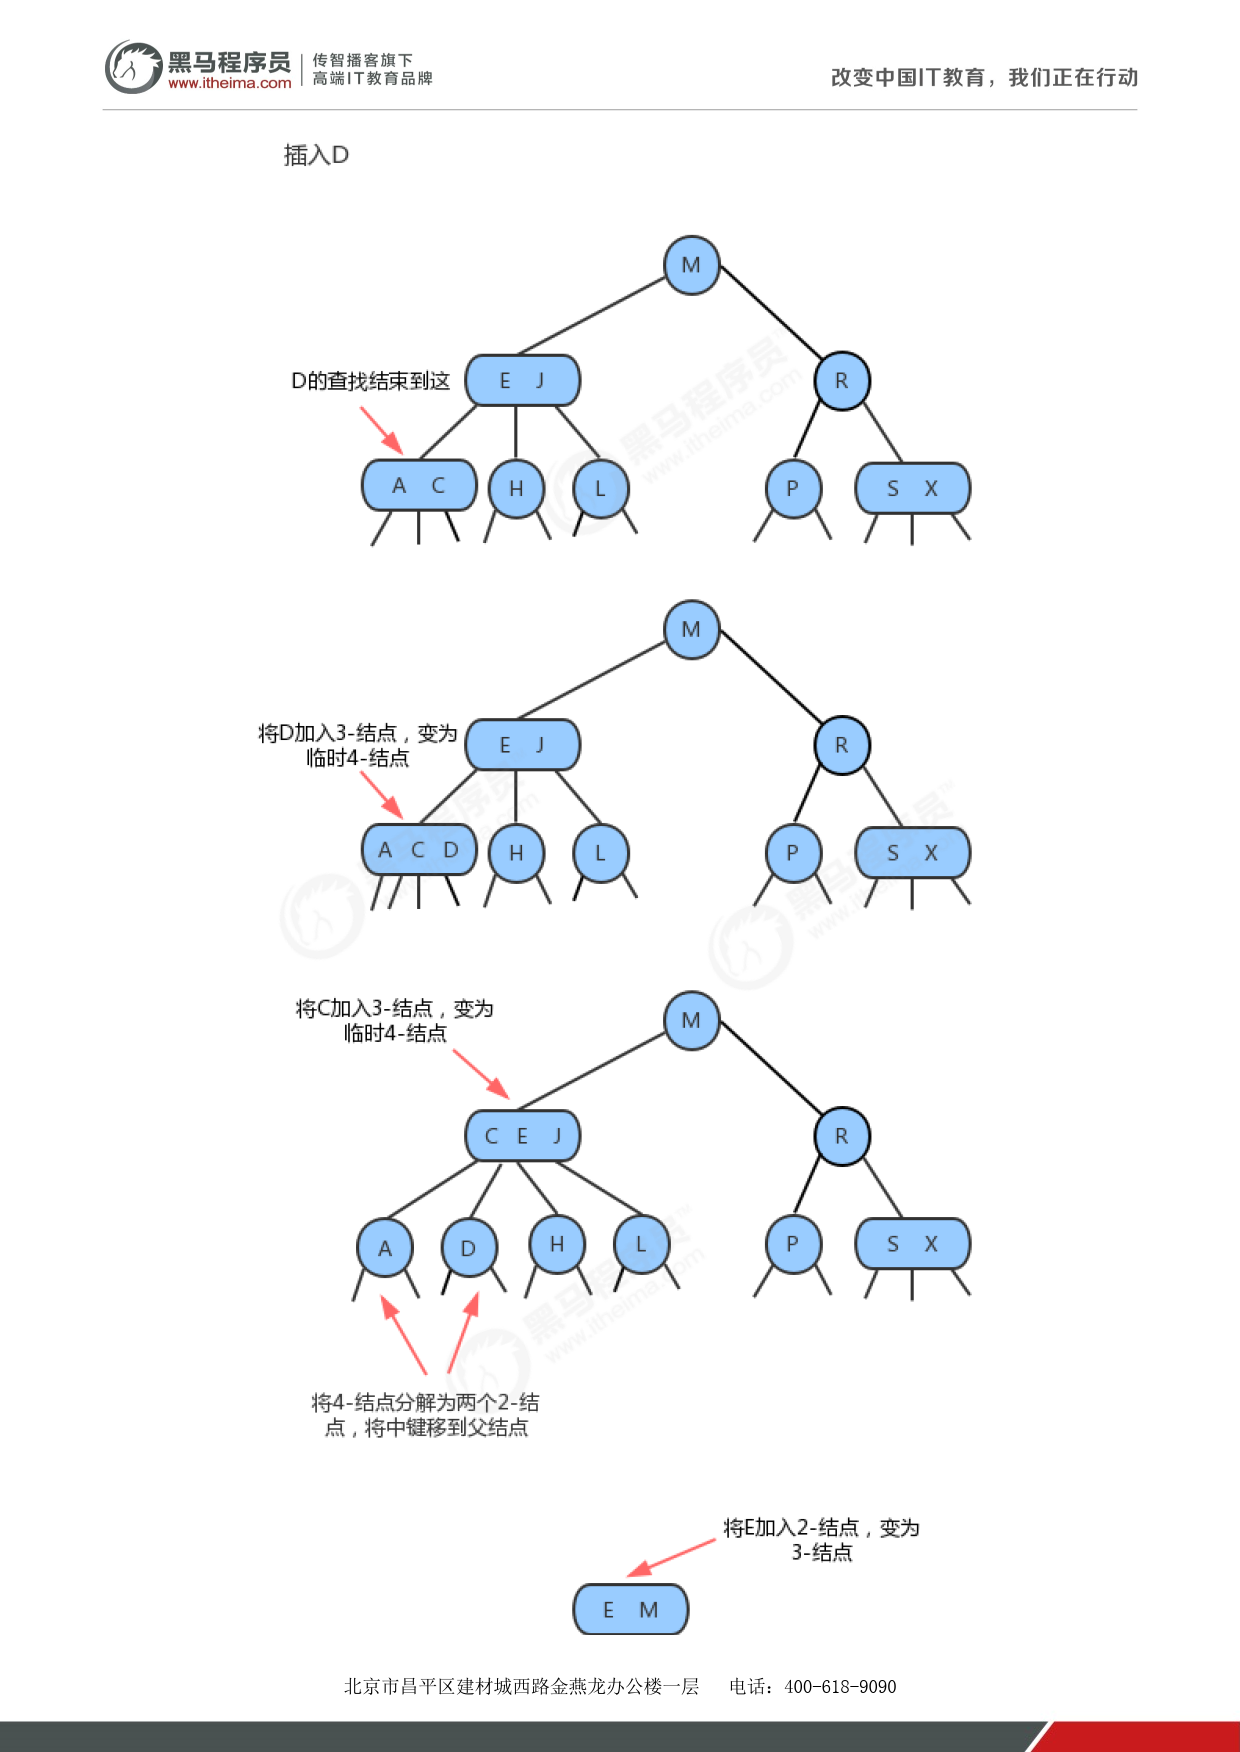 黑马程序员
www.itheima.com
传智播客旗下
高端IT教育品牌
改变中国IT教育，我们正在行动
插入D
M
D的查找结束到这
E J
R
A C
H
L
P
S X
M
将D加入3-结点，变为
临时4-结点
E J
R
A C D
H
L
P
S X
将C加入3-结点，变为
临时4-结点
M
C E J
R
A
D
H
L
P
S X
将4-结点分解为两个2-结
点，将中键移到父结点
将E加入2-结点，变为
3-结点
E M
北京市昌平区建材城西路金燕龙办公楼一层 电话：400-618-9090